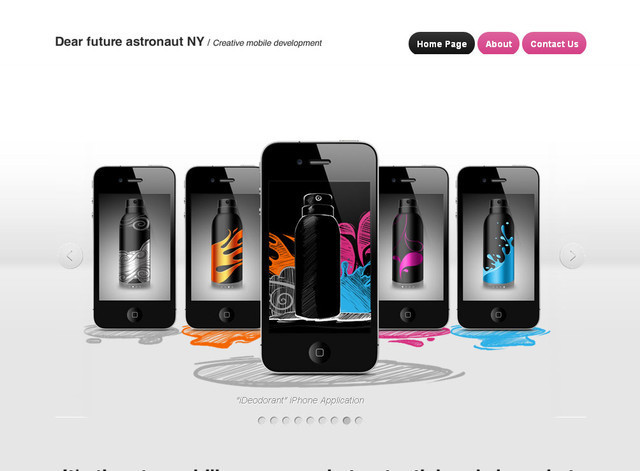 Dear future astronaut NY / Creative mobile development
Home Page
About
Contact Us
"iDeodorant" iPhone Application